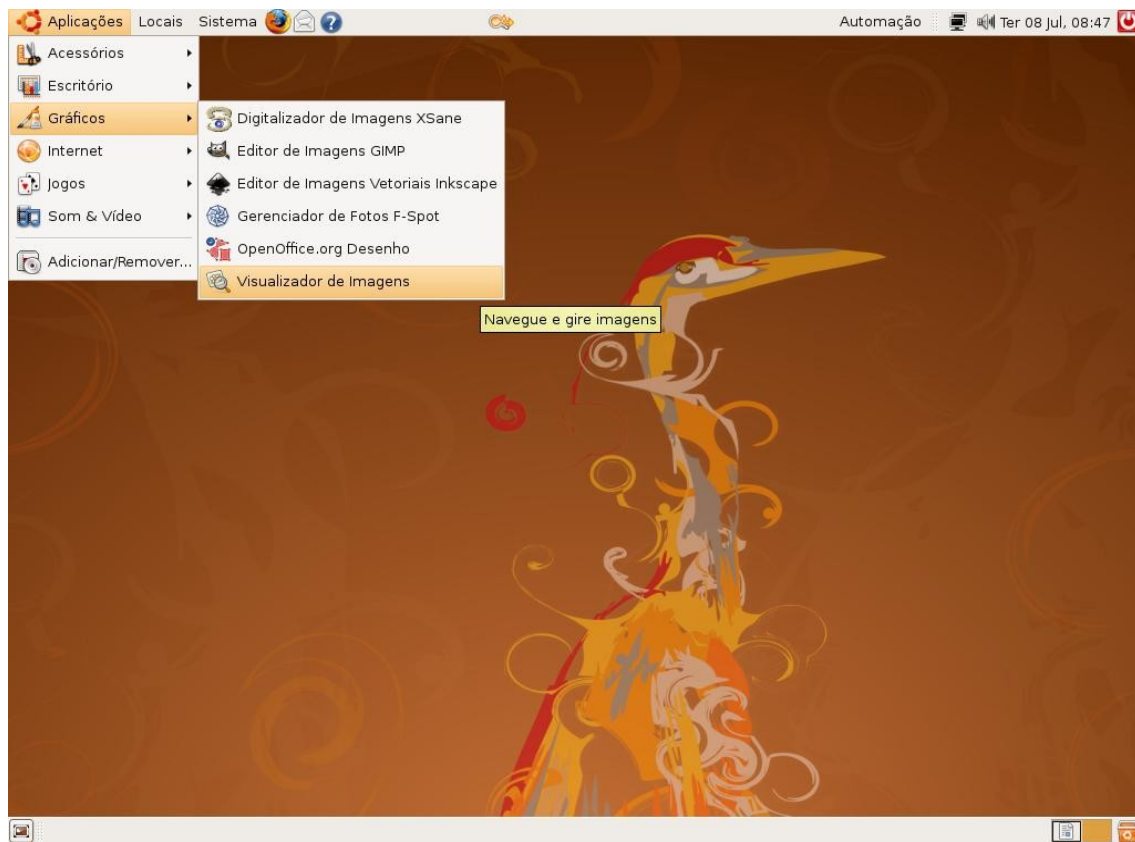 Aplicações Locais Sistema Automação Ter 08 Jul, 08:47
Acessórios
Escritório
Gráficos
Internet
Jogos
Som & Vídeo
Adicionar/Remover...
Digitalizador de Imagens XSane
Editor de Imagens GIMP
Editor de Imagens Vetoriais Inkscape
Gerenciador de Fotos F-Spot
OpenOffice.org Desenho
Visualizador de Imagens
Navegue e gire imagens